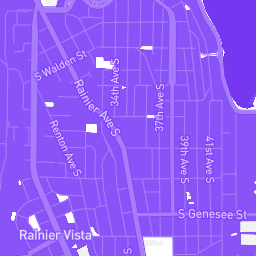 S Walden St
34th Ave S
Rainier Ave S
37th Ave S
Renton Ave S
39th Ave S
41st Ave S
S Genesee St
Rainier Vista
S